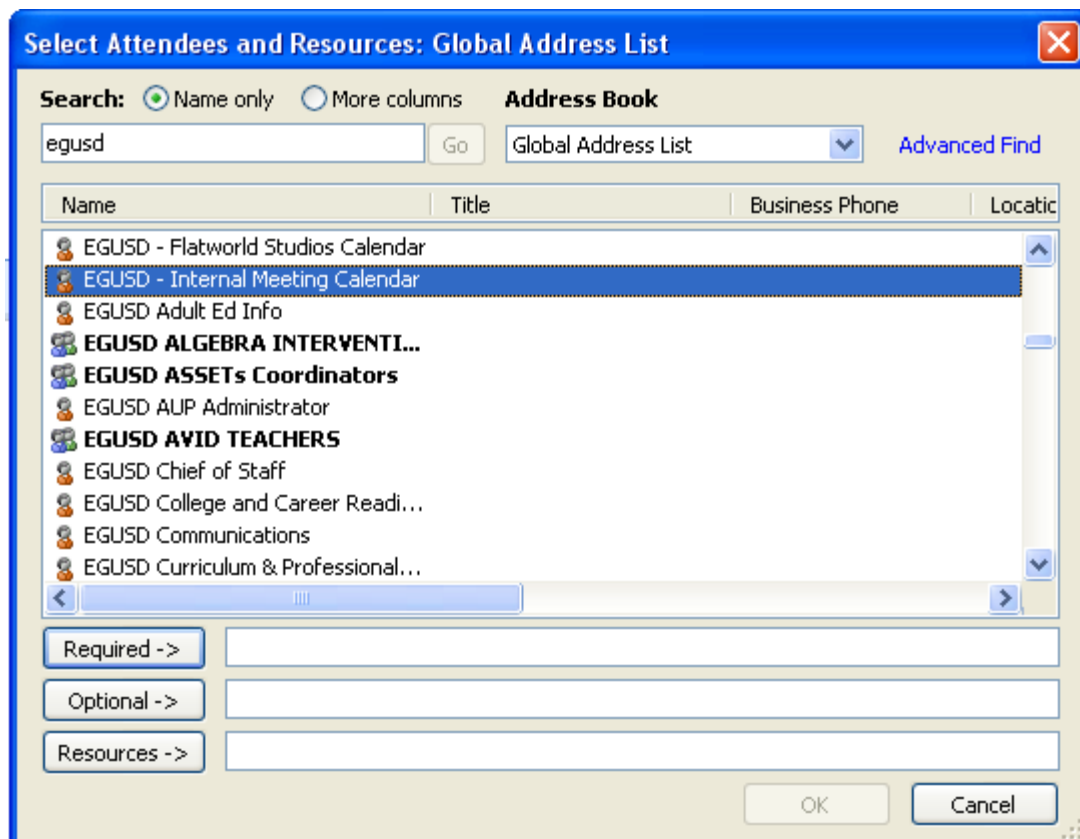 Select Attendees and Resources: Global Address List
Search: Name only More columns Address Book
egusd Go Global Address List Advanced Find
Name Title Business Phone Locatic
EGUSD - Flatworld Studios Calendar
EGUSD - Internal Meeting Calendar
EGUSD Adult Ed Info
EGUSD ALGEBRA INTERVENTI...
EGUSD ASSETs Coordinators
EGUSD AUP Administrator
EGUSD AVID TEACHERS
EGUSD Chief of Staff
EGUSD College and Career Readi...
EGUSD Communications
EGUSD Curriculum & Professional...
Required ->
Optional ->
Resources ->
OK Cancel